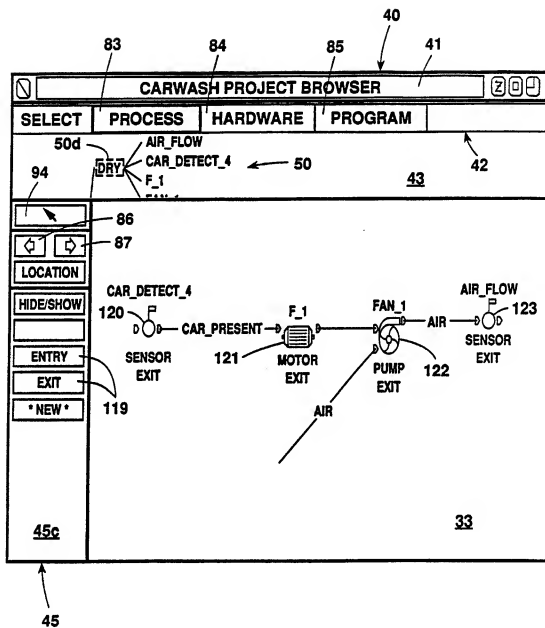 40
83 84 85 41
CARWASH PROJECT BROWSER
SELECT PROCESS HARDWARE PROGRAM
42
50d
DRY
AIR_FLOW
CAR_DETECT_4
F_1
50
43
94
86
87
LOCATION
HIDE/SHOW
ENTRY
EXIT
119
* NEW *
45c
45
CAR_DETECT_4
120
SENSOR
EXIT
CAR_PRESENT
F_1
121
MOTOR
EXIT
FAN_1
122
PUMP
EXIT
AIR
AIR_FLOW
123
SENSOR
EXIT
AIR
33